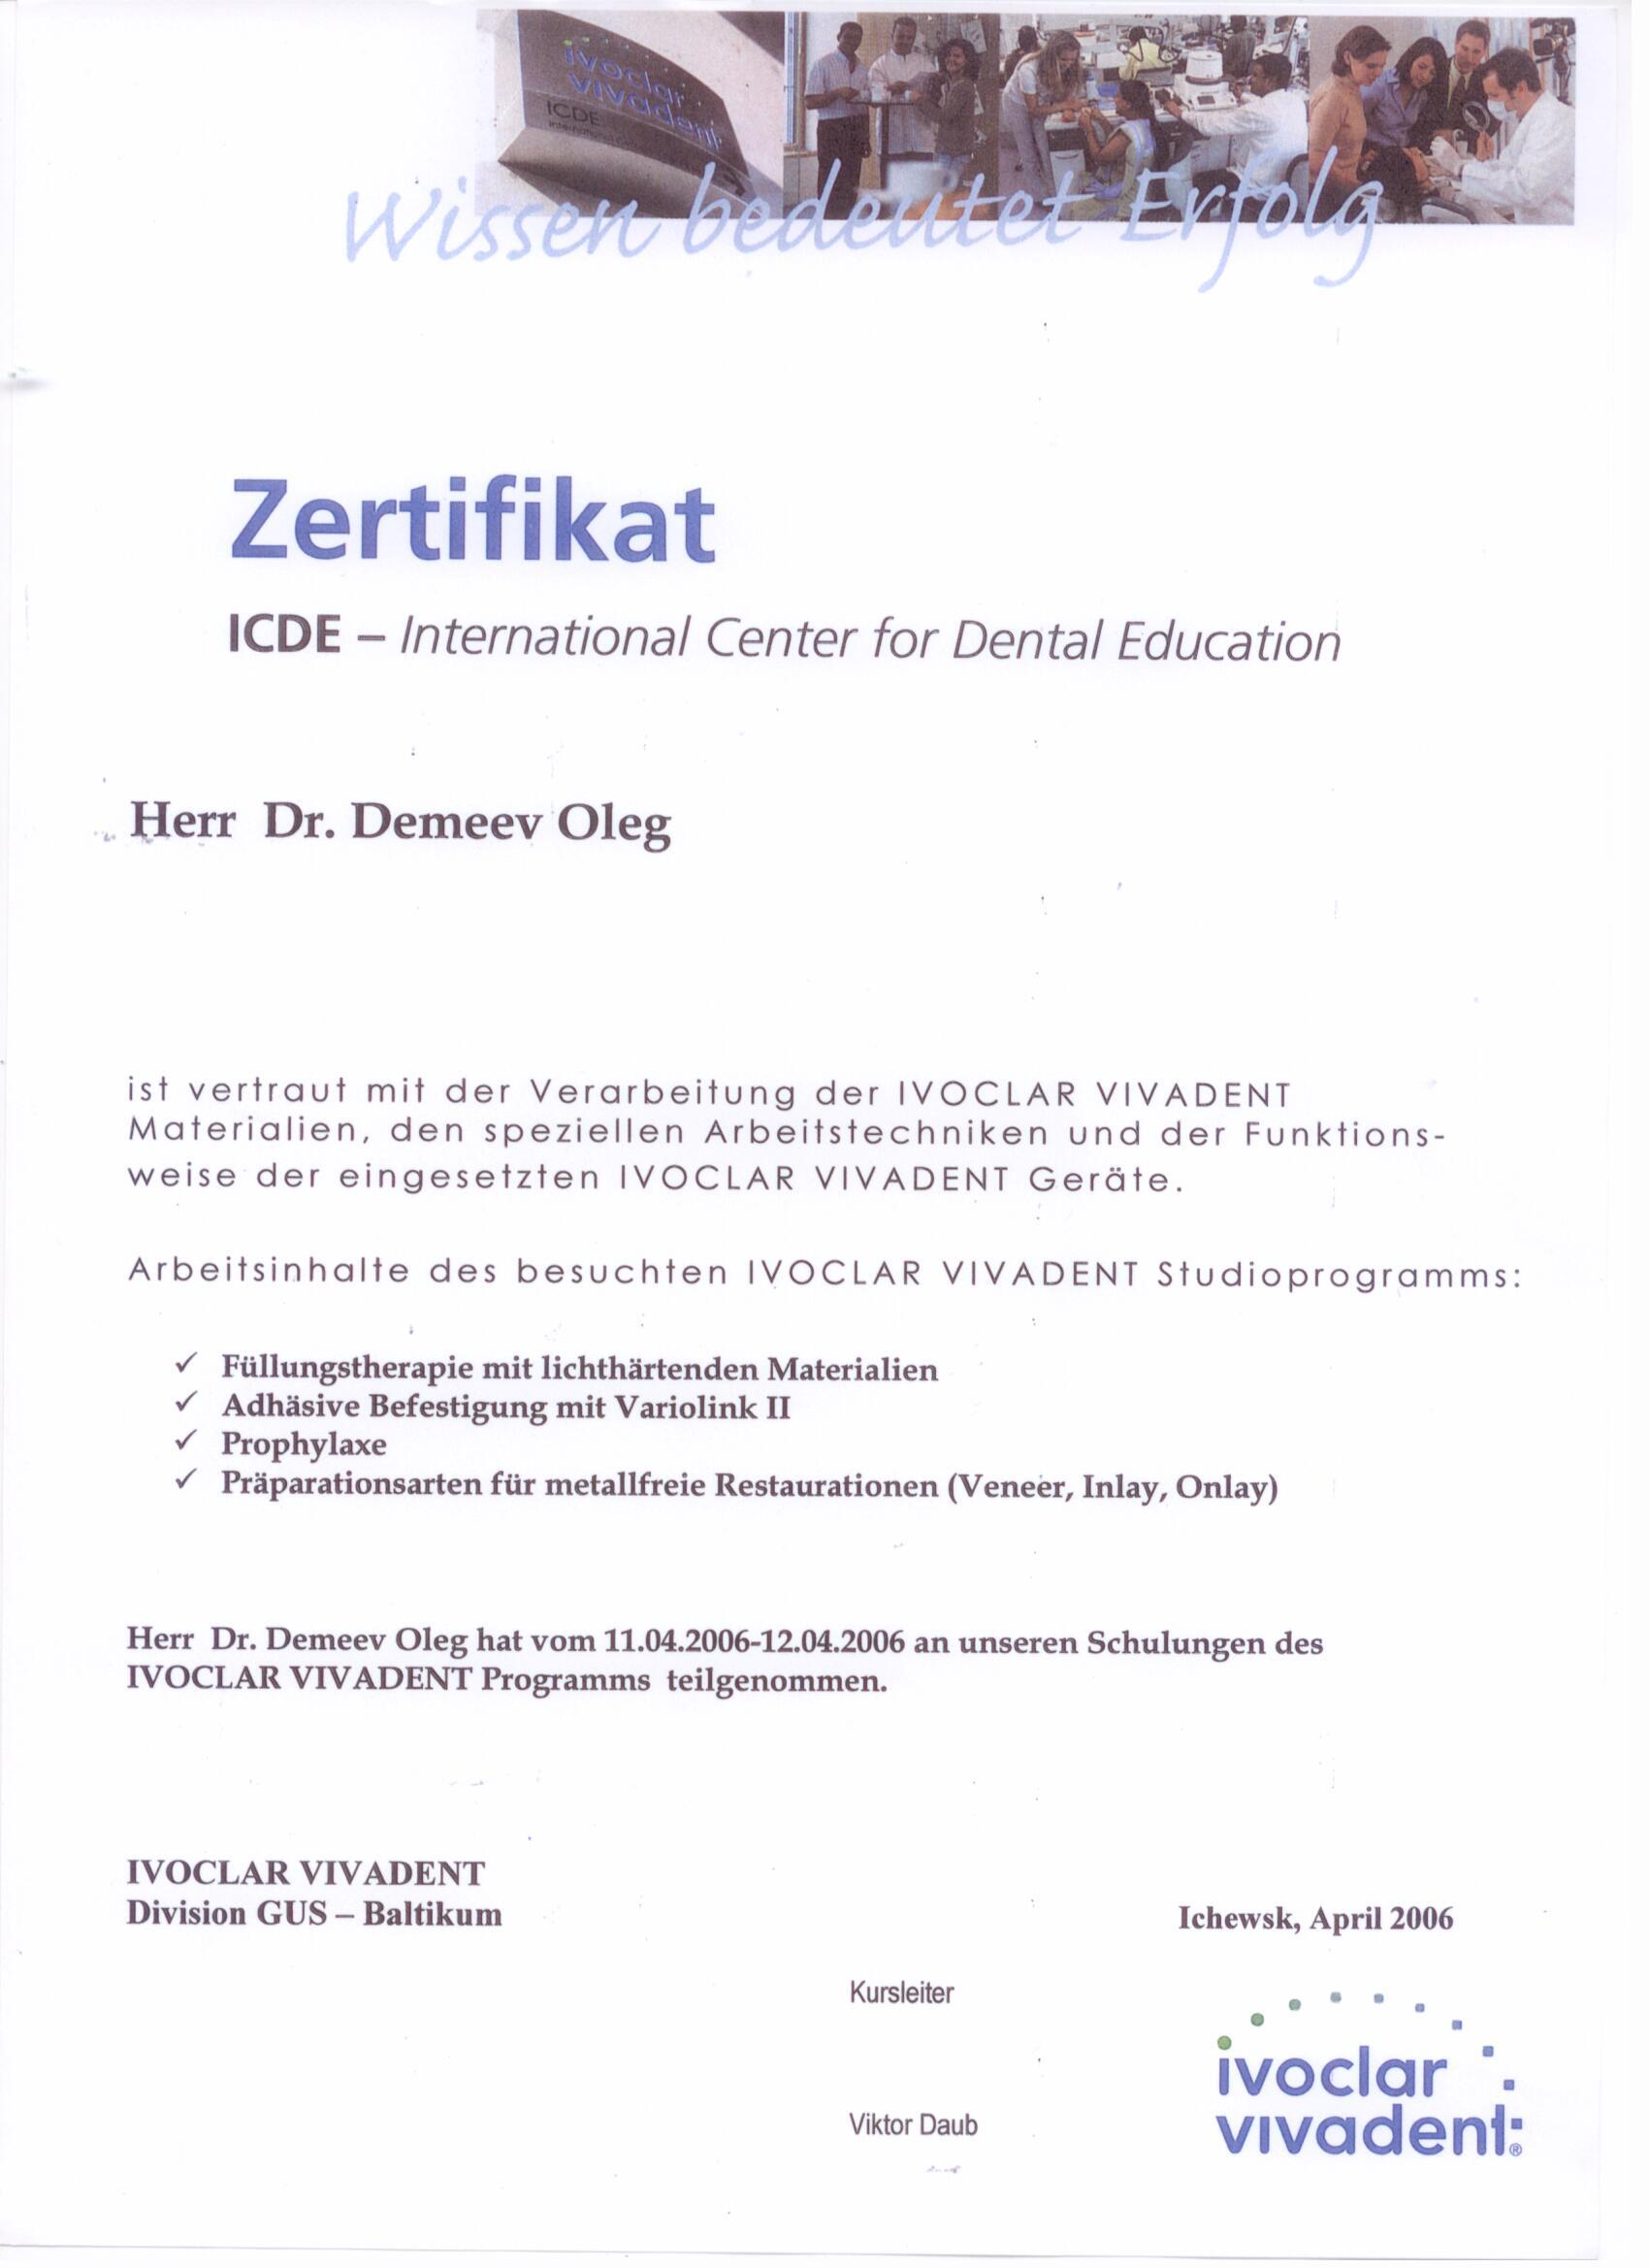 ivoclar
vivadent
ICDE
Wissen bedeutet Erfolg
Zertifikat
ICDE – International Center for Dental Education
Herr Dr. Demeev Oleg
ist vertraut mit der Verarbeitung der IVOCLAR VIVADENT
Materialien, den speziellen Arbeitstechniken und der Funktions-
weise der eingesetzten IVOCLAR VIVADENT Geräte.
Arbeitsinhalte des besuchten IVOCLAR VIVADENT Studioprogramms:
✓ Füllungstherapie mit lichthärtenden Materialien
✓ Adhäsive Befestigung mit Variolink II
✓ Prophylaxe
✓ Präparationsarten für metallfreie Restaurationen (Veneer, Inlay, Onlay)
Herr Dr. Demeev Oleg hat vom 11.04.2006-12.04.2006 an unseren Schulungen des
IVOCLAR VIVADENT Programms teilgenommen.
IVOCLAR VIVADENT
Division GUS – Baltikum
Ichewsk, April 2006
Kursleiter
Viktor Daub
ivoclar
vivadent:®